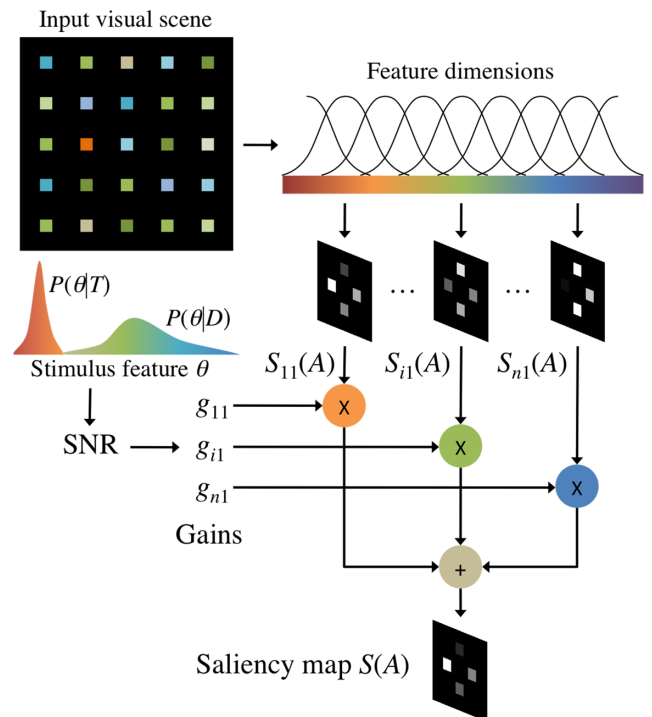 Input visual scene
Feature dimensions
P(θ|T)
P(θ|D)
Stimulus feature θ
… …
S₁₁(A) Sᵢ₁(A) Sₙ₁(A)
g₁₁ X
SNR gᵢ₁ X
gₙ₁ X
Gains
+
Saliency map S(A)